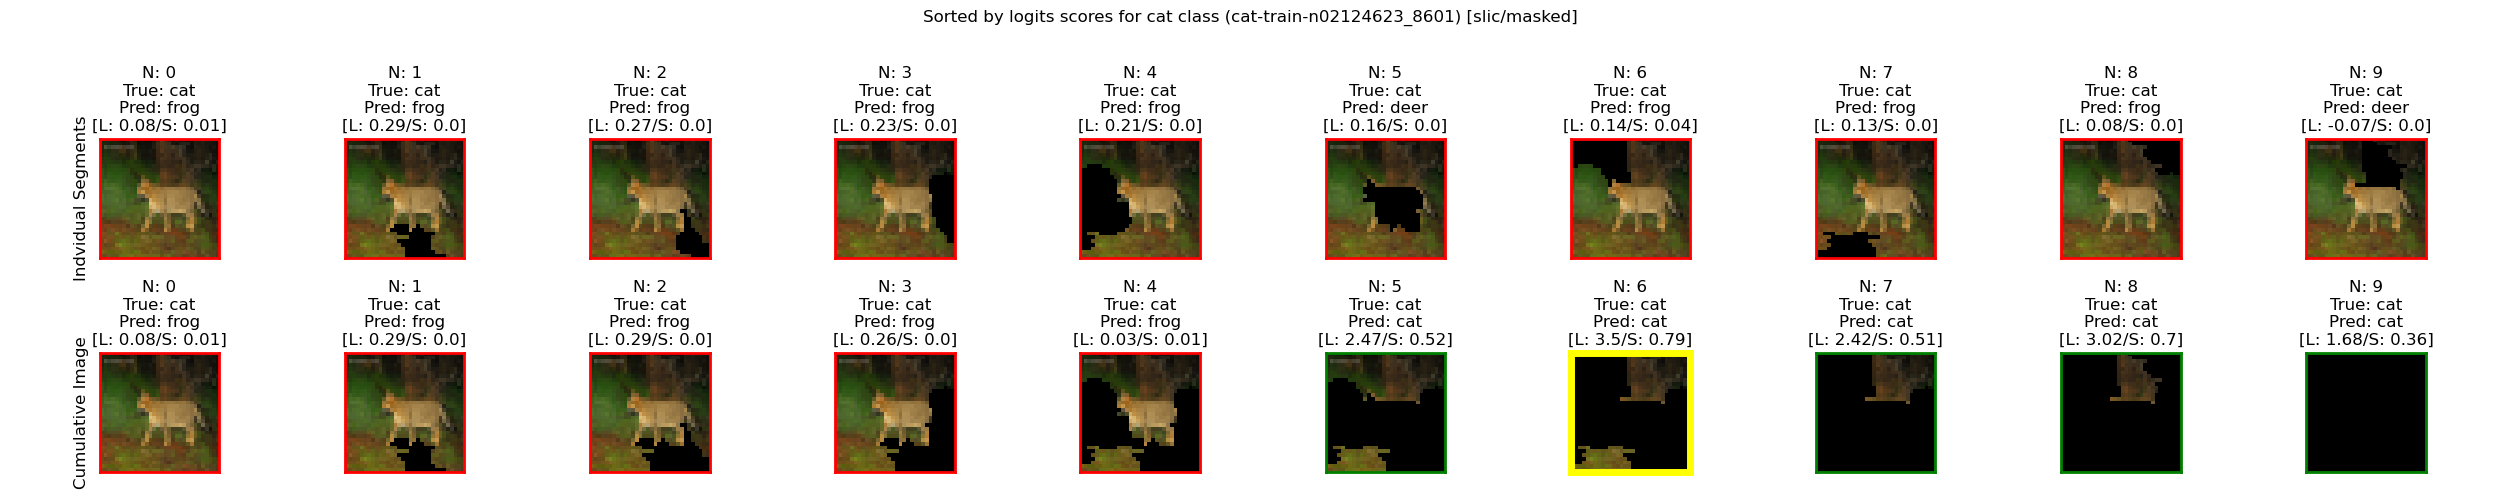 Sorted by logits scores for cat class (cat-train-n02124623_8601) [slic/masked]
Individual Segments
N: 0
True: cat
Pred: frog
[L: 0.08/S: 0.01]
N: 1
True: cat
Pred: frog
[L: 0.29/S: 0.0]
N: 2
True: cat
Pred: frog
[L: 0.27/S: 0.0]
N: 3
True: cat
Pred: frog
[L: 0.23/S: 0.0]
N: 4
True: cat
Pred: frog
[L: 0.21/S: 0.0]
N: 5
True: cat
Pred: deer
[L: 0.16/S: 0.0]
N: 6
True: cat
Pred: frog
[L: 0.14/S: 0.04]
N: 7
True: cat
Pred: frog
[L: 0.13/S: 0.0]
N: 8
True: cat
Pred: frog
[L: 0.08/S: 0.0]
N: 9
True: cat
Pred: deer
[L: -0.07/S: 0.0]
Cumulative Image
N: 0
True: cat
Pred: frog
[L: 0.08/S: 0.01]
N: 1
True: cat
Pred: frog
[L: 0.29/S: 0.0]
N: 2
True: cat
Pred: frog
[L: 0.29/S: 0.0]
N: 3
True: cat
Pred: frog
[L: 0.26/S: 0.0]
N: 4
True: cat
Pred: frog
[L: 0.03/S: 0.01]
N: 5
True: cat
Pred: cat
[L: 2.47/S: 0.52]
N: 6
True: cat
Pred: cat
[L: 3.5/S: 0.79]
N: 7
True: cat
Pred: cat
[L: 2.42/S: 0.51]
N: 8
True: cat
Pred: cat
[L: 3.02/S: 0.7]
N: 9
True: cat
Pred: cat
[L: 1.68/S: 0.36]